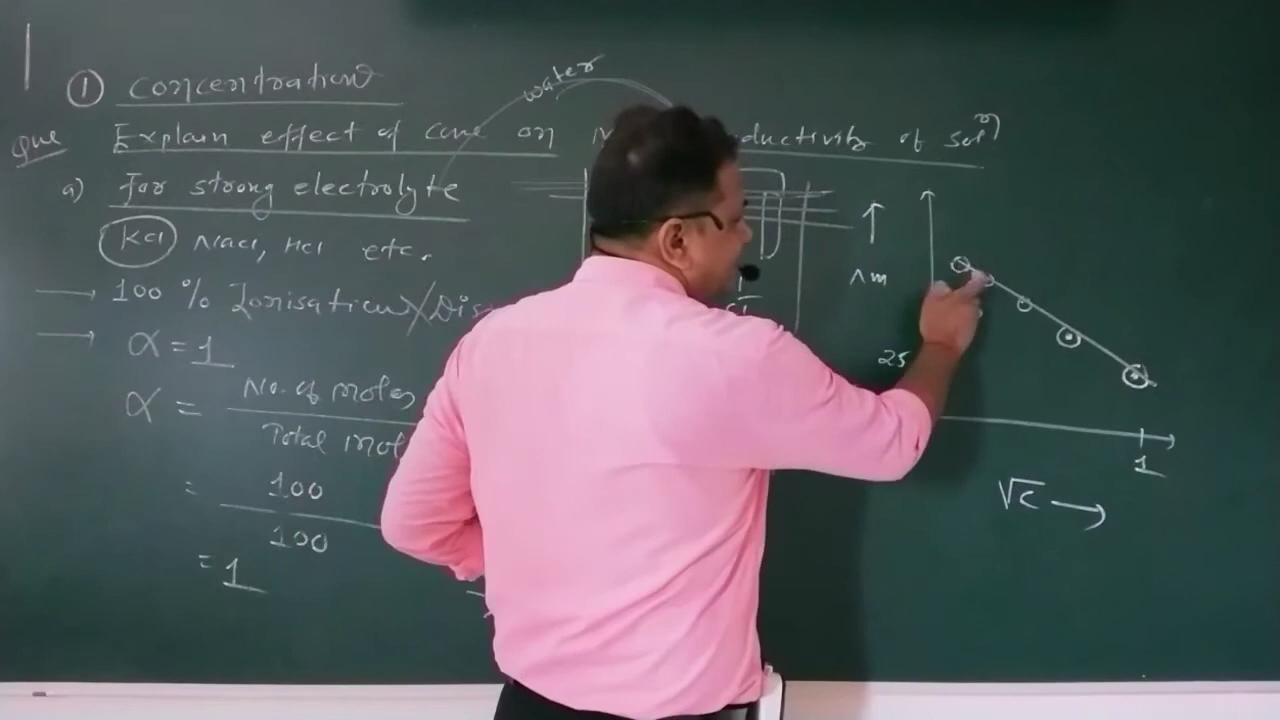 ① Concentration
water
Que Explain effect of conc on ductivity of solⁿ
a) For strong electrolyte
KCl NaCl, HCl etc.
→ 100 % Ionisation/Dis
→ α = 1
α = No. of moles
Total mol
= 100
100
= 1
↑
Λm
25
1
√c →